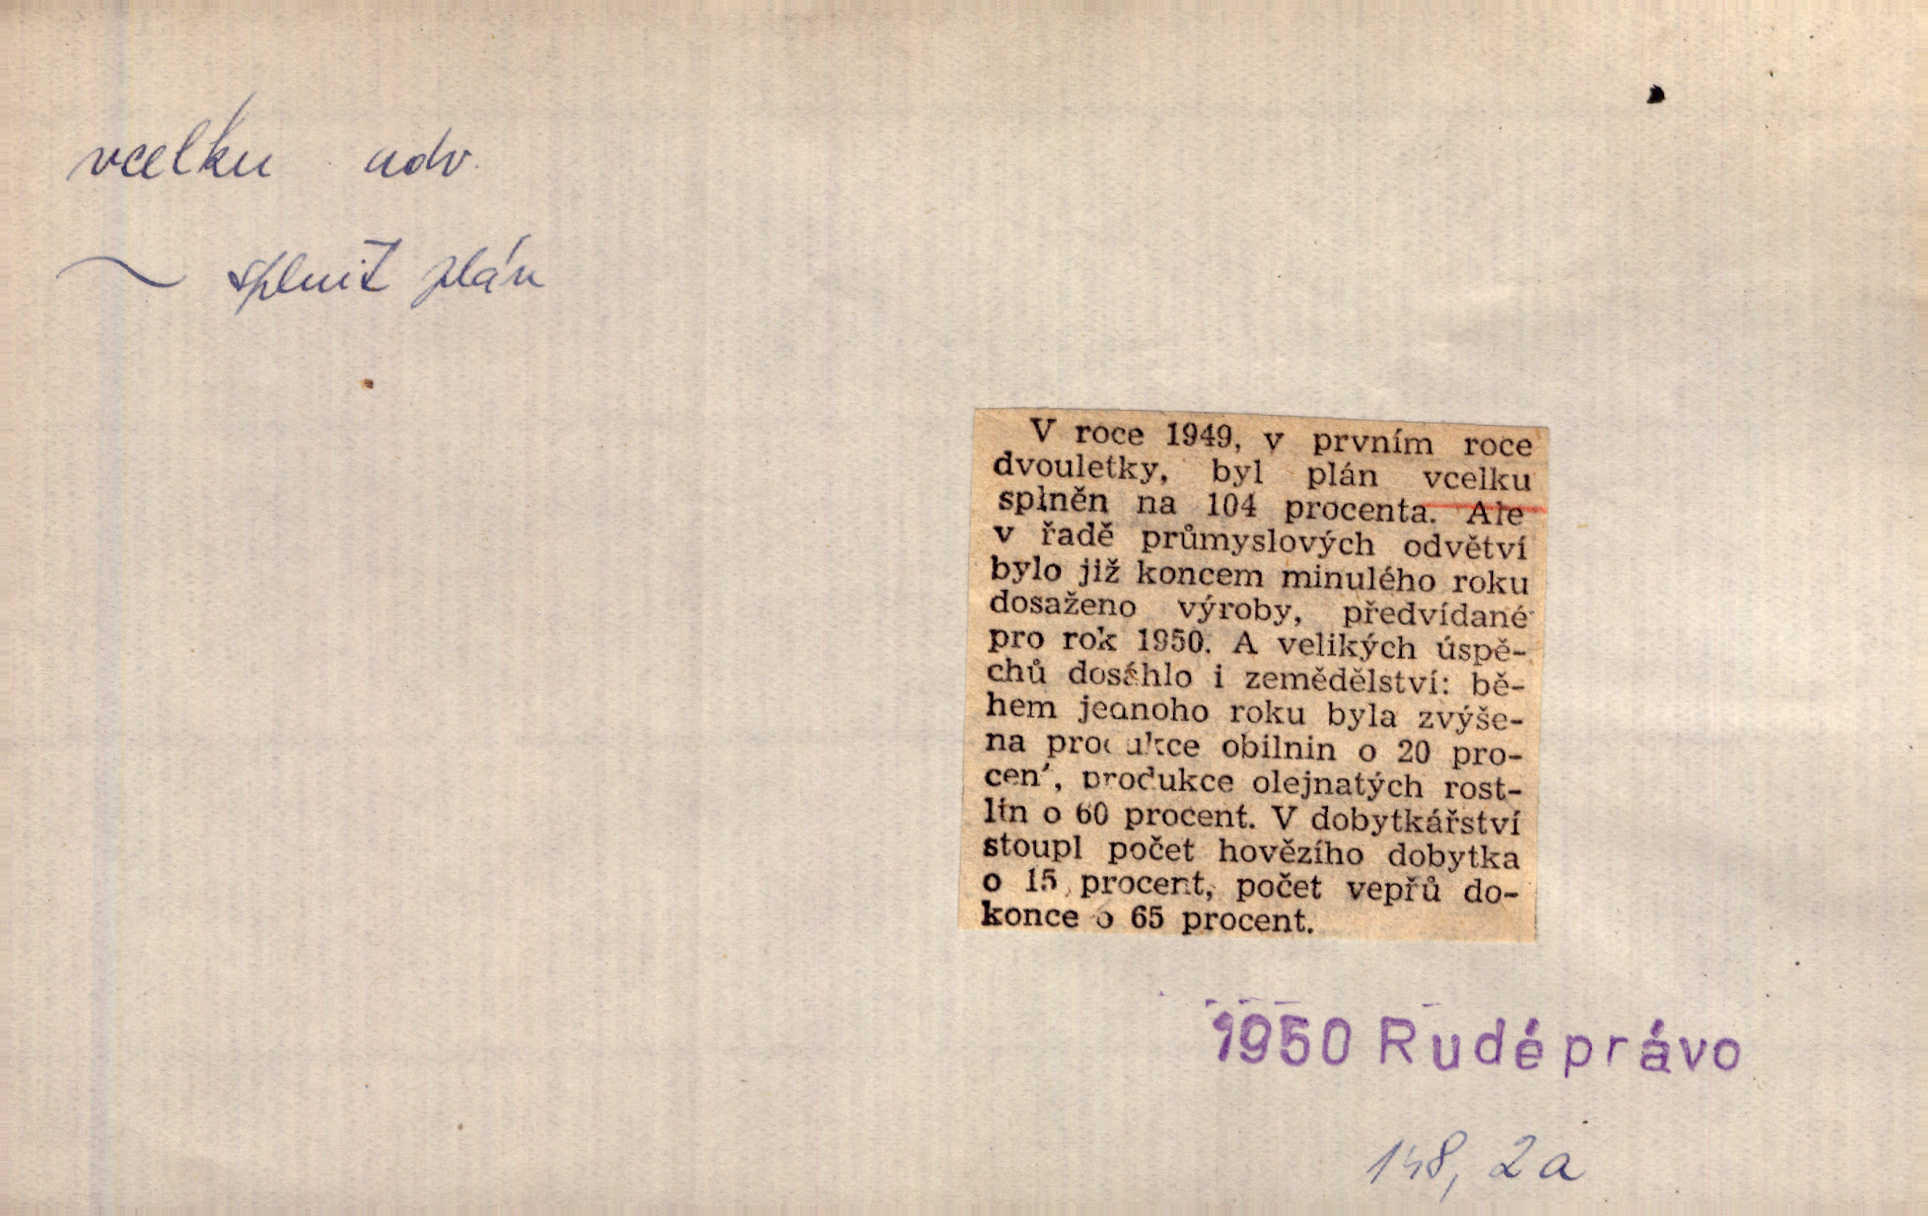 vcelku adv.
~ splnit plán
V roce 1949, v prvním roce
dvouletky, byl plán vcelku
splněn na 104 procenta. Ale
v řadě průmyslových odvětví
bylo již koncem minulého roku
dosaženo výroby, předvídané
pro rok 1950. A velikých úspě-
chů dosáhlo i zemědělství: bě-
hem jednoho roku byla zvýše-
na produkce obilnin o 20 pro-
cent, produkce olejnatých rost-
lin o 60 procent. V dobytkářství
stoupl počet hovězího dobytka
o 15 procent, počet vepřů do-
konce o 65 procent.
1950 Rudé právo
148, 2a